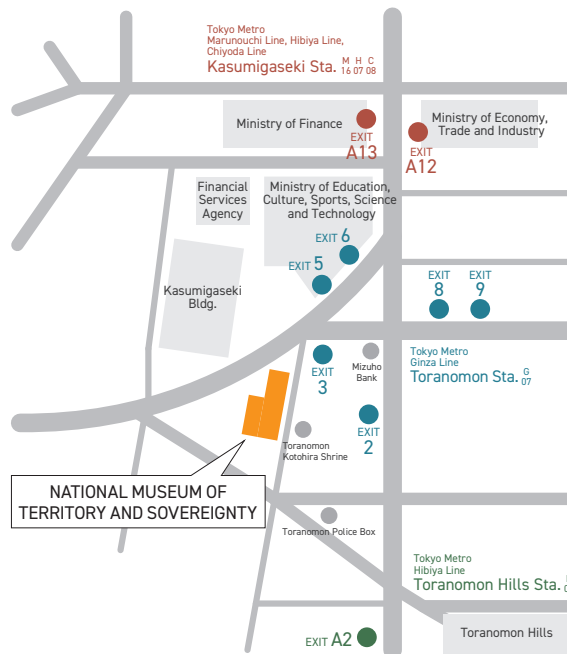 Tokyo Metro
Marunouchi Line, Hibiya Line,
Chiyoda Line
Kasumigaseki Sta. M H C
16 07 08
Ministry of Finance
EXIT
A13
Ministry of Economy,
Trade and Industry
EXIT
A12
Financial
Services
Agency
Ministry of Education,
Culture, Sports, Science
and Technology
EXIT 6
EXIT 5
Kasumigaseki
Bldg.
EXIT
8
EXIT
9
EXIT
3
Mizuho
Bank
Tokyo Metro
Ginza Line
Toranomon Sta. G
07
EXIT
2
Toranomon
Kotohira Shrine
NATIONAL MUSEUM OF
TERRITORY AND SOVEREIGNTY
Toranomon Police Box
Tokyo Metro
Hibiya Line
Toranomon Hills Sta.
EXIT A2
Toranomon Hills